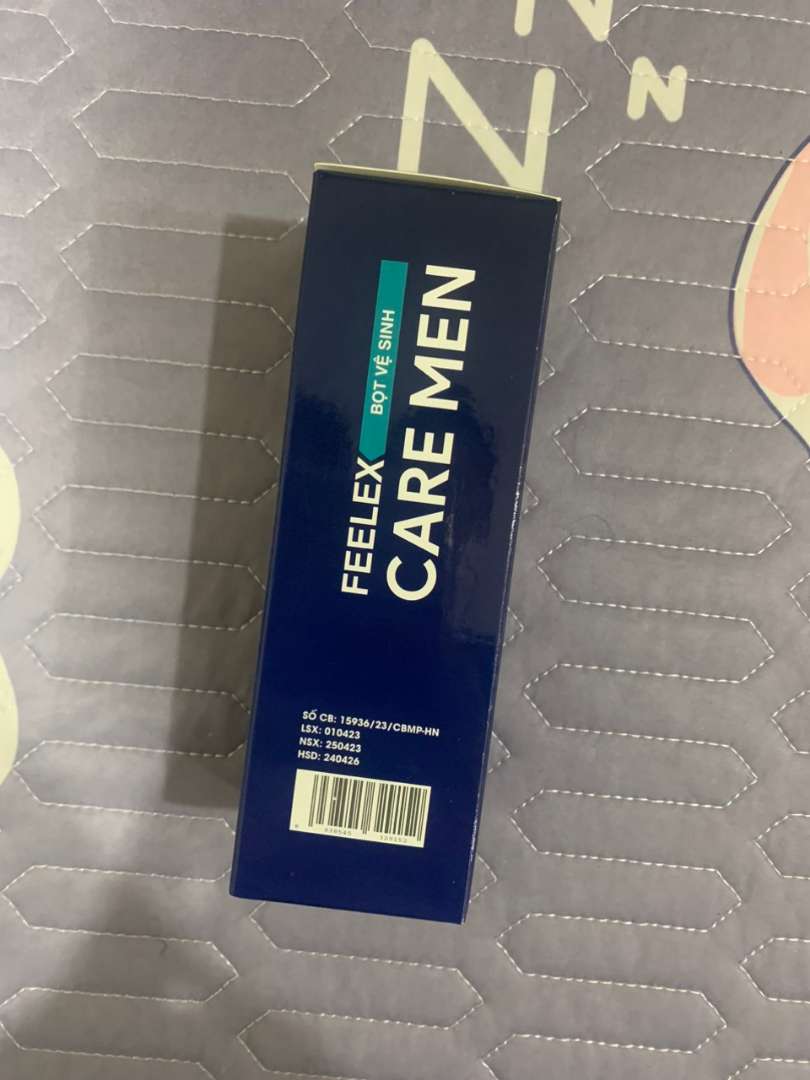 N
N
N
FEELEX BỌT VỆ SINH
CARE MEN
SỐ CB: 15936/23/CBMP-HN
LSX: 010423
NSX: 250423
HSD: 240426